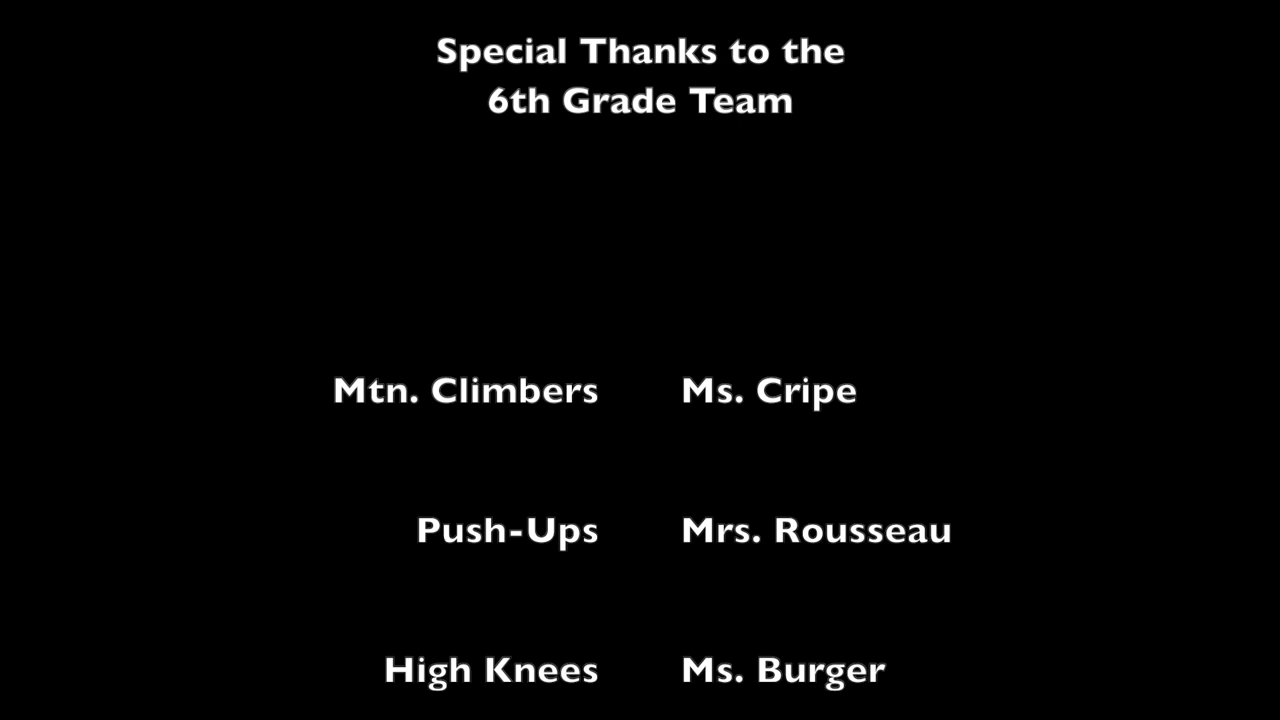 Special Thanks to the
6th Grade Team
Mtn. Climbers Ms. Cripe
Push-Ups Mrs. Rousseau
High Knees Ms. Burger